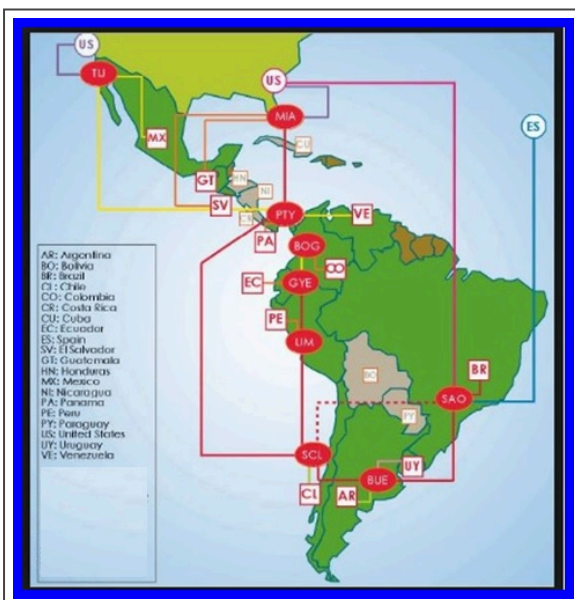 US
TIJ
US
MIA
ES
MX
CU
GT
HN
NI
SV
CR
PTY
VE
PA
BOG
EC
GYE
CO
PE
LIM
BO
BR
SAO
PY
SCL
UY
CL
AR
BUE
AR: Argentina
BO: Bolivia
BR: Brazil
CL: Chile
CO: Colombia
CR: Costa Rica
CU: Cuba
EC: Ecuador
ES: Spain
SV: El Salvador
GT: Guatemala
HN: Honduras
MX: Mexico
NI: Nicaragua
PA: Panama
PE: Peru
PY: Paraguay
US: United States
UY: Uruguay
VE: Venezuela